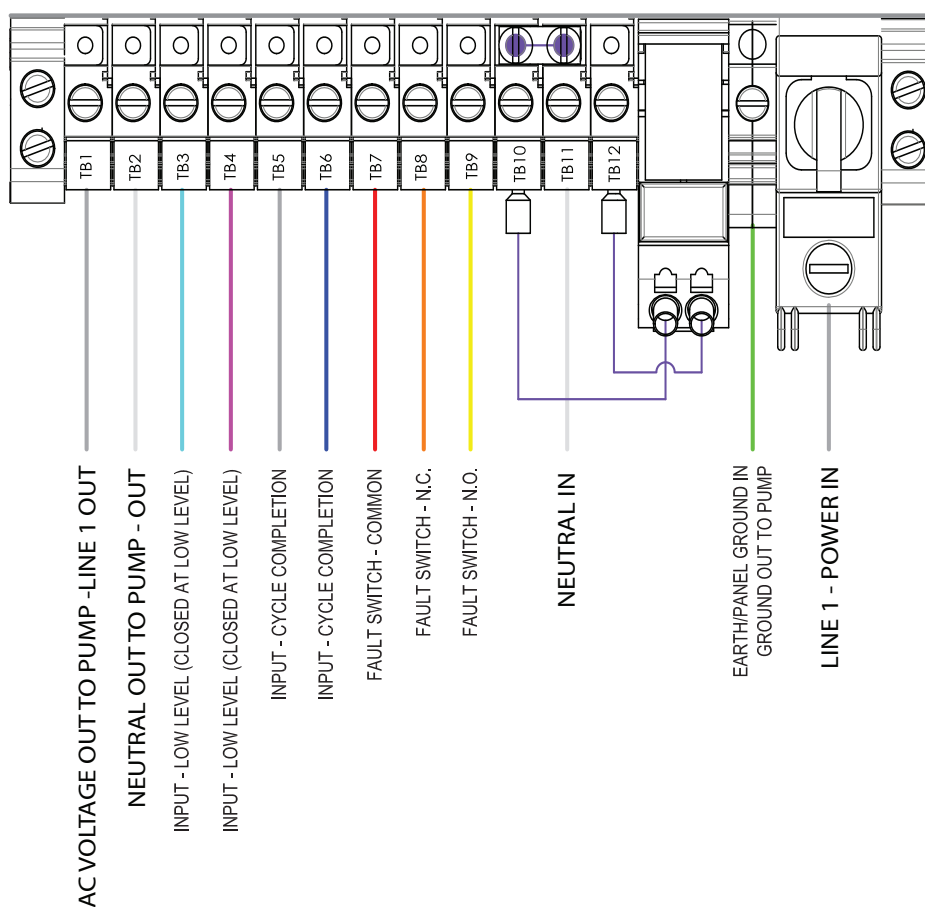 TB1
TB2
TB3
TB4
TB5
TB6
TB7
TB8
TB9
TB10
TB11
TB12
AC VOLTAGE OUT TO PUMP -LINE 1 OUT
NEUTRAL OUT TO PUMP - OUT
INPUT - LOW LEVEL (CLOSED AT LOW LEVEL)
INPUT - LOW LEVEL (CLOSED AT LOW LEVEL)
INPUT - CYCLE COMPLETION
INPUT - CYCLE COMPLETION
FAULT SWITCH - COMMON
FAULT SWITCH - N.C.
FAULT SWITCH - N.O.
NEUTRAL IN
EARTH/PANEL GROUND IN
GROUND OUT TO PUMP
LINE 1 - POWER IN